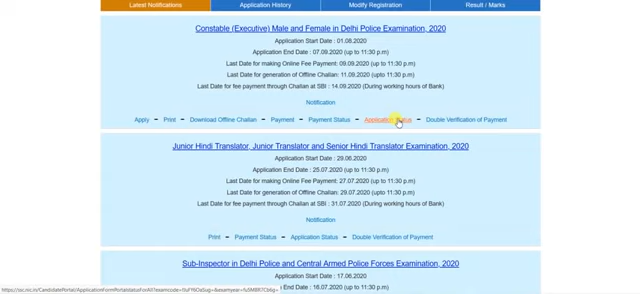 Latest Notifications Application History Modify Registration Result / Marks
Constable (Executive) Male and Female in Delhi Police Examination, 2020
Application Start Date : 01.08.2020
Application End Date : 07.09.2020 (up to 11:30 p.m)
Last Date for making Online Fee Payment: 09.09.2020 (upto 11:30 p.m)
Last Date for generation of Offline Challan: 11.09.2020 (upto 11:30 p.m)
Last Date for fee payment through Challan at SBI : 14.09.2020 (During working hours of Bank)
Notification
Apply - Print - Download Offline Challan - Payment - Payment Status - Application Status - Double Verification of Payment
Junior Hindi Translator, Junior Translator and Senior Hindi Translator Examination, 2020
Application Start Date : 29.06.2020
Application End Date : 25.07.2020 (up to 11:30 p.m)
Last Date for making Online Fee Payment: 27.07.2020 (upto 11:30 p.m)
Last Date for generation of Offline Challan: 29.07.2020 (upto 11:30 p.m)
Last Date for fee payment through Challan at SBI : 31.07.2020 (During working hours of Bank)
Notification
Print - Payment Status - Application Status - Double Verification of Payment
Sub-Inspector in Delhi Police and Central Armed Police Forces Examination, 2020
Application Start Date : 17.06.2020
16.07.2020 (up to 11:30 p.m)